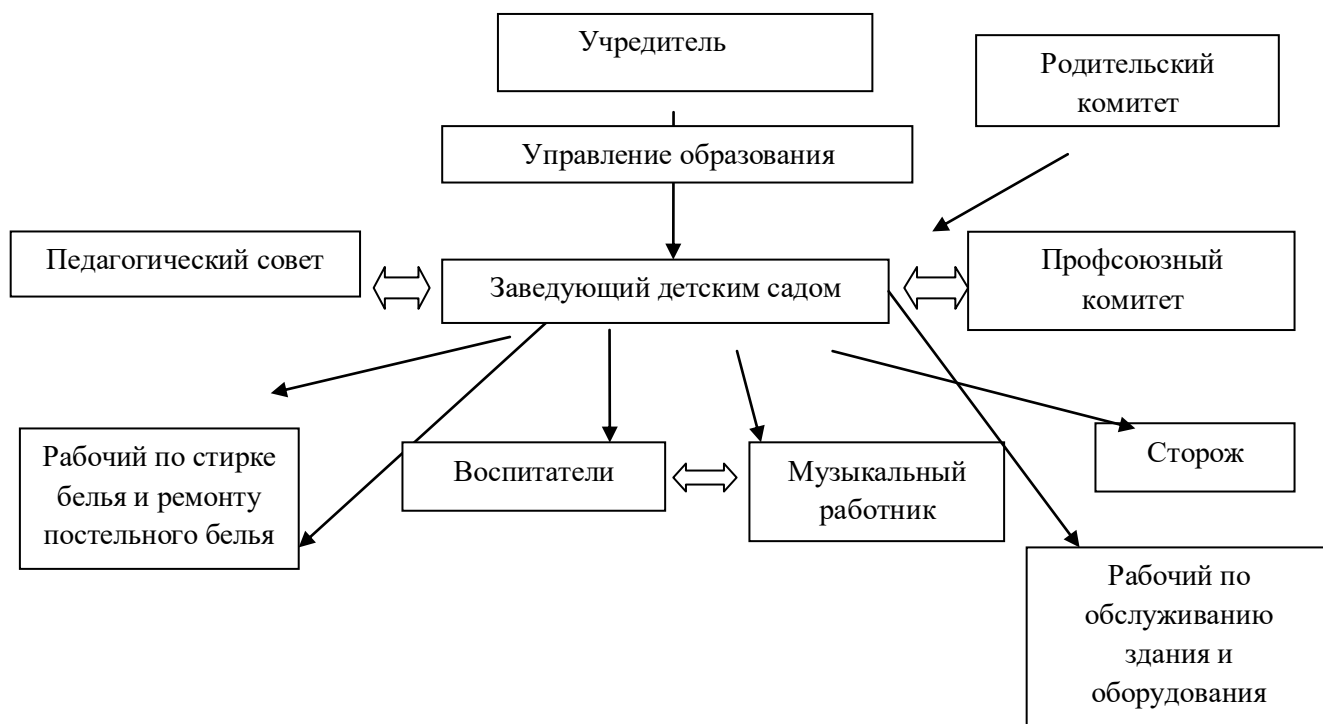 Учредитель
Родительский
комитет
Управление образования
Педагогический совет
Заведующий детским садом
Профсоюзный
комитет
Рабочий по стирке
белья и ремонту
постельного белья
Воспитатели
Музыкальный
работник
Сторож
Рабочий по
обслуживанию
здания и
оборудования